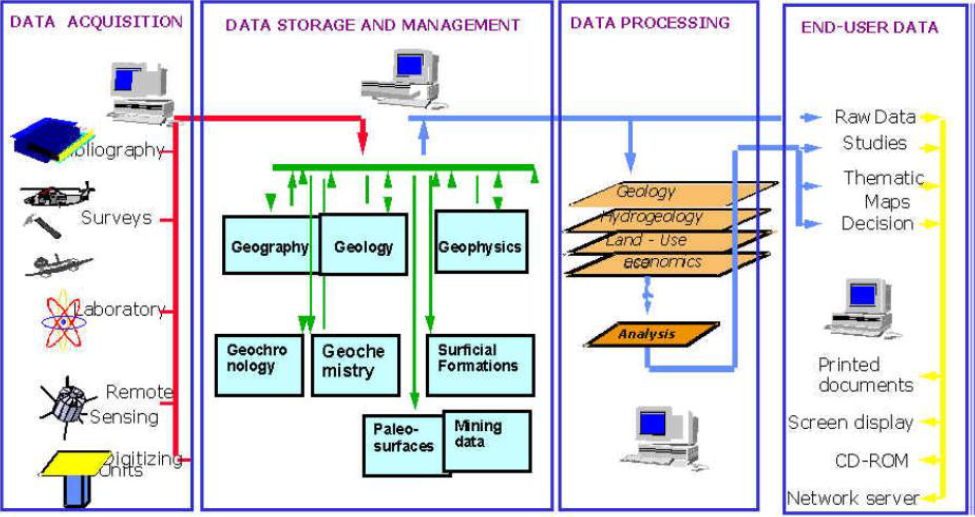 DATA ACQUISITION
Bibliography
Surveys
Laboratory
Remote
Sensing
Digitizing
Units
DATA STORAGE AND MANAGEMENT
Geography
Geology
Geophysics
Geochro
nology
Geoche
mistry
Surficial
Formations
Paleo-
surfaces
Mining
data
DATA PROCESSING
Geology
Hydrogeology
Land - Use
economics
Analysis
END-USER DATA
Raw Data
Studies
Thematic
Maps
Decision
Printed
documents
Screen display
CD-ROM
Network server